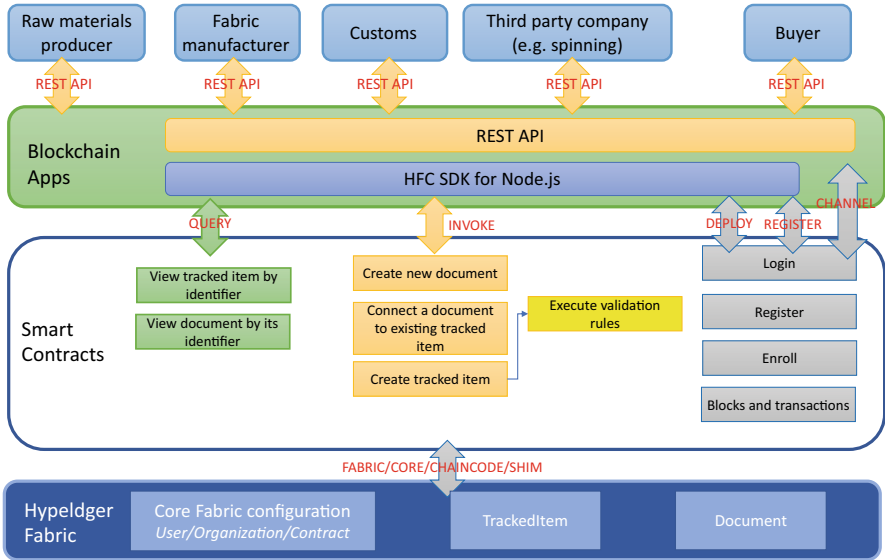 Raw materials
producer
Fabric
manufacturer
Customs
Third party company
(e.g. spinning)
Buyer
REST API
REST API
REST API
REST API
REST API
Blockchain
Apps
REST API
HFC SDK for Node.js
QUERY
INVOKE
DEPLOY
REGISTER
CHANNEL
Smart
Contracts
View tracked item by
identifier
View document by its
identifier
Create new document
Connect a document
to existing tracked
item
Create tracked item
Execute validation
rules
Login
Register
Enroll
Blocks and transactions
FABRIC/CORE/CHAINCODE/SHIM
Hypeldger
Fabric
Core Fabric configuration
User/Organization/Contract
TrackedItem
Document